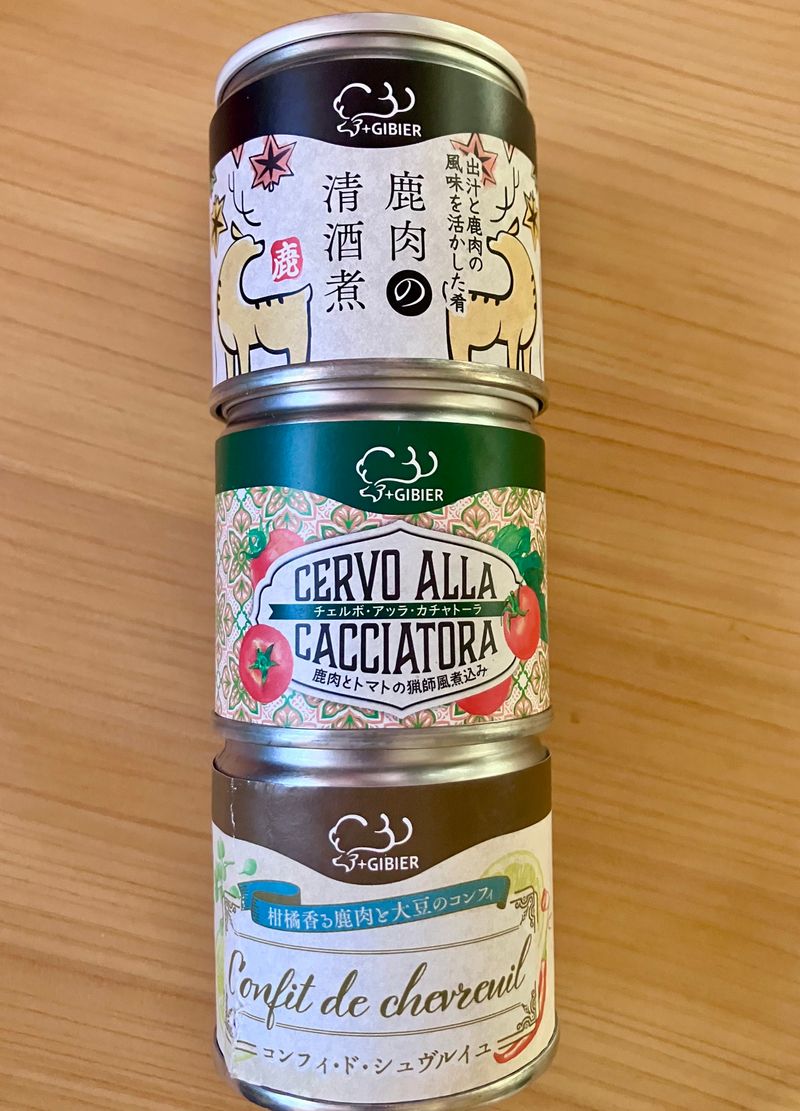 +GIBIER
出汁と鹿肉の
風味を活かした肴
鹿肉の
清酒煮
鹿
+GIBIER
CERVO ALLA
チェルボ・アッラ・カチャトーラ
CACCIATORA
鹿肉とトマトの猟師風煮込み
+GIBIER
柑橘香る鹿肉と大豆のコンフィ
Confit de chevreuil
コンフィ・ド・シュヴルイユ